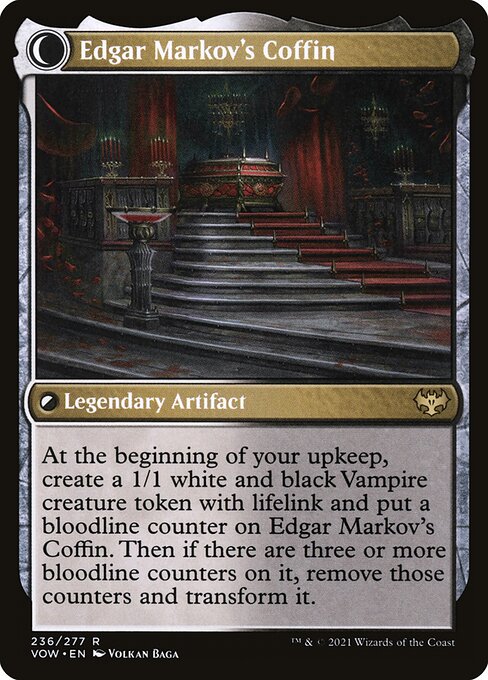 Edgar Markov's Coffin
Legendary Artifact
At the beginning of your upkeep,
create a 1/1 white and black Vampire
creature token with lifelink and put a
bloodline counter on Edgar Markov's
Coffin. Then if there are three or more
bloodline counters on it, remove those
counters and transform it.
236/277 R
VOW • EN Volkan Baga
™ & © 2021 Wizards of the Coast